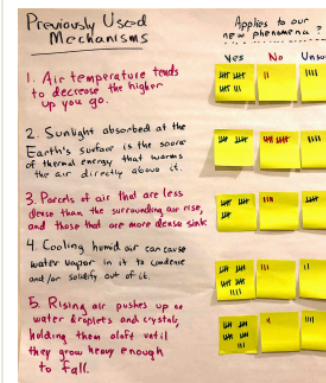 Previously Used
Mechanisms
Applies to our
new phenomena?
Yes No Unsu
1. Air temperature tends
to decrease the higher
up you go.
2. Sunlight absorbed at the
Earth's surface is the source
of thermal energy that warms
the air directly above it.
3. Parcels of air that are less
dense than the surrounding air rise,
and those that are more dense sink
4. Cooling humid air can cause
water vapor in it to condense
and/or solidify out of it.
5. Rising air pushes up on
water droplets and crystals,
holding them aloft until
they grow heavy enough
to fall.